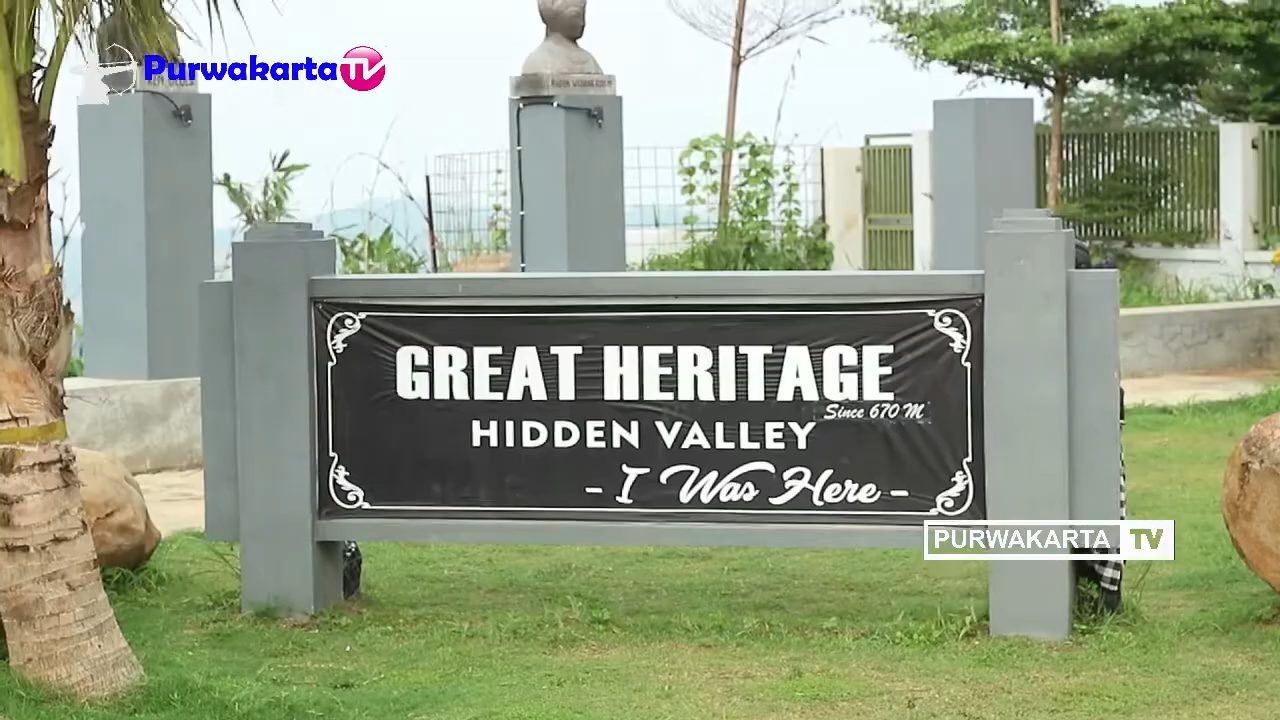 PurwakartaTV
GREAT HERITAGE
Since 670 M
HIDDEN VALLEY
- I Was Here -
PURWAKARTA TV